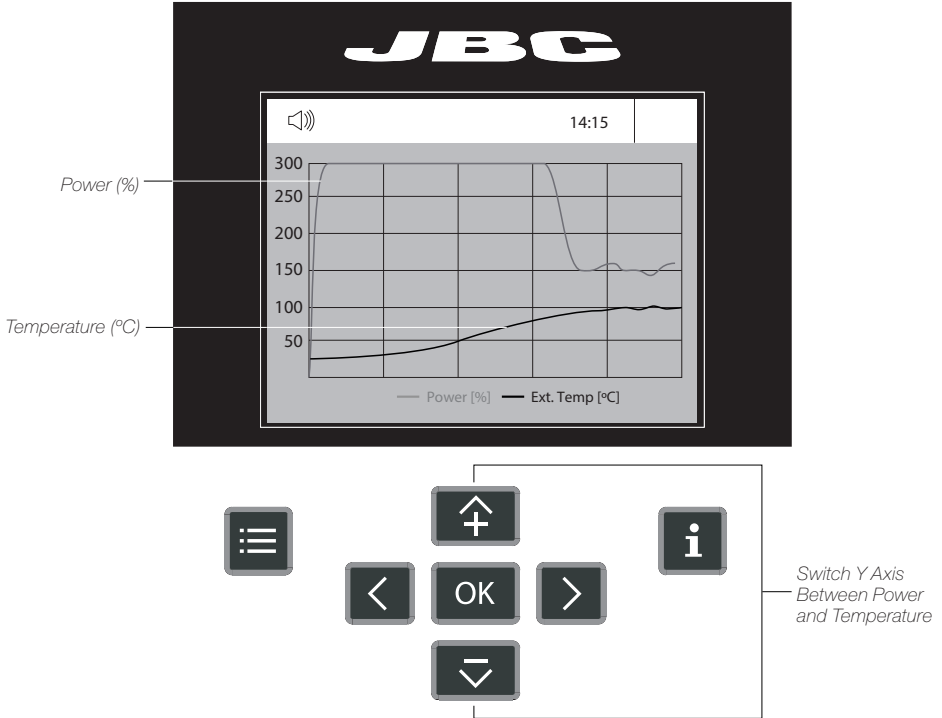 JBC
14:15
300
250
200
150
100
50
Power (%)
Temperature (ºC)
Power [%] Ext. Temp [ºC]
OK
i
Switch Y Axis
Between Power
and Temperature